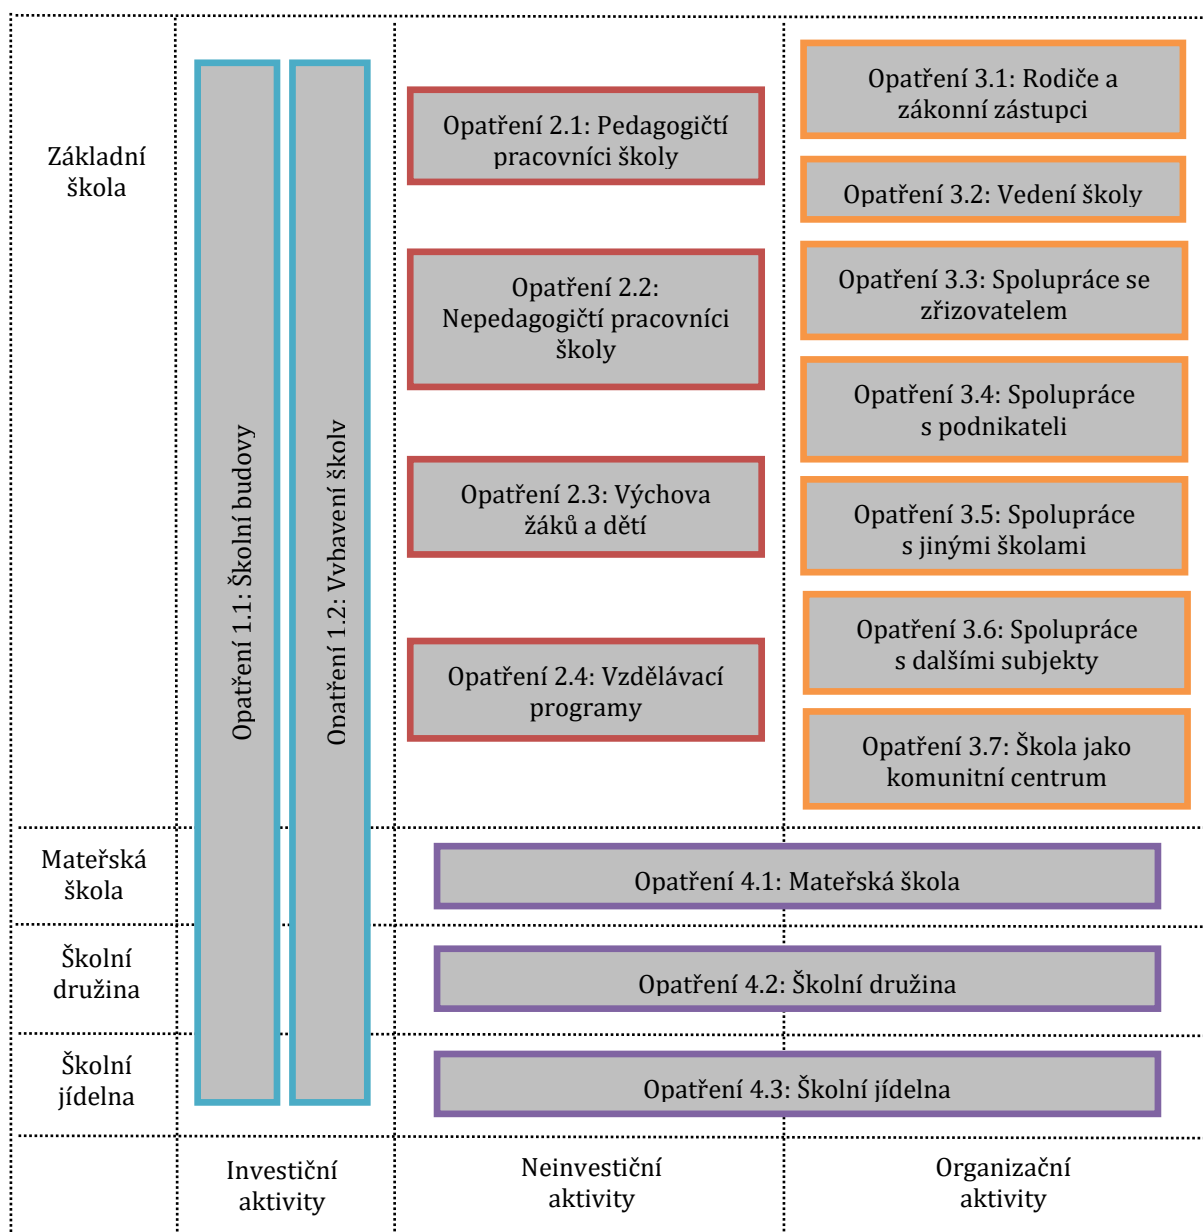 Základní
škola
Opatření 1.1: Školní budovy
Opatření 1.2: Vybavení školy
Opatření 2.1: Pedagogičtí
pracovníci školy
Opatření 2.2:
Nepedagogičtí pracovníci
školy
Opatření 2.3: Výchova
žáků a dětí
Opatření 2.4: Vzdělávací
programy
Opatření 3.1: Rodiče a
zákonní zástupci
Opatření 3.2: Vedení školy
Opatření 3.3: Spolupráce se
zřizovatelem
Opatření 3.4: Spolupráce
s podnikateli
Opatření 3.5: Spolupráce
s jinými školami
Opatření 3.6: Spolupráce
s dalšími subjekty
Opatření 3.7: Škola jako
komunitní centrum
Mateřská
škola
Opatření 4.1: Mateřská škola
Školní
družina
Opatření 4.2: Školní družina
Školní
jídelna
Opatření 4.3: Školní jídelna
Investiční
aktivity
Neinvestiční
aktivity
Organizační
aktivity